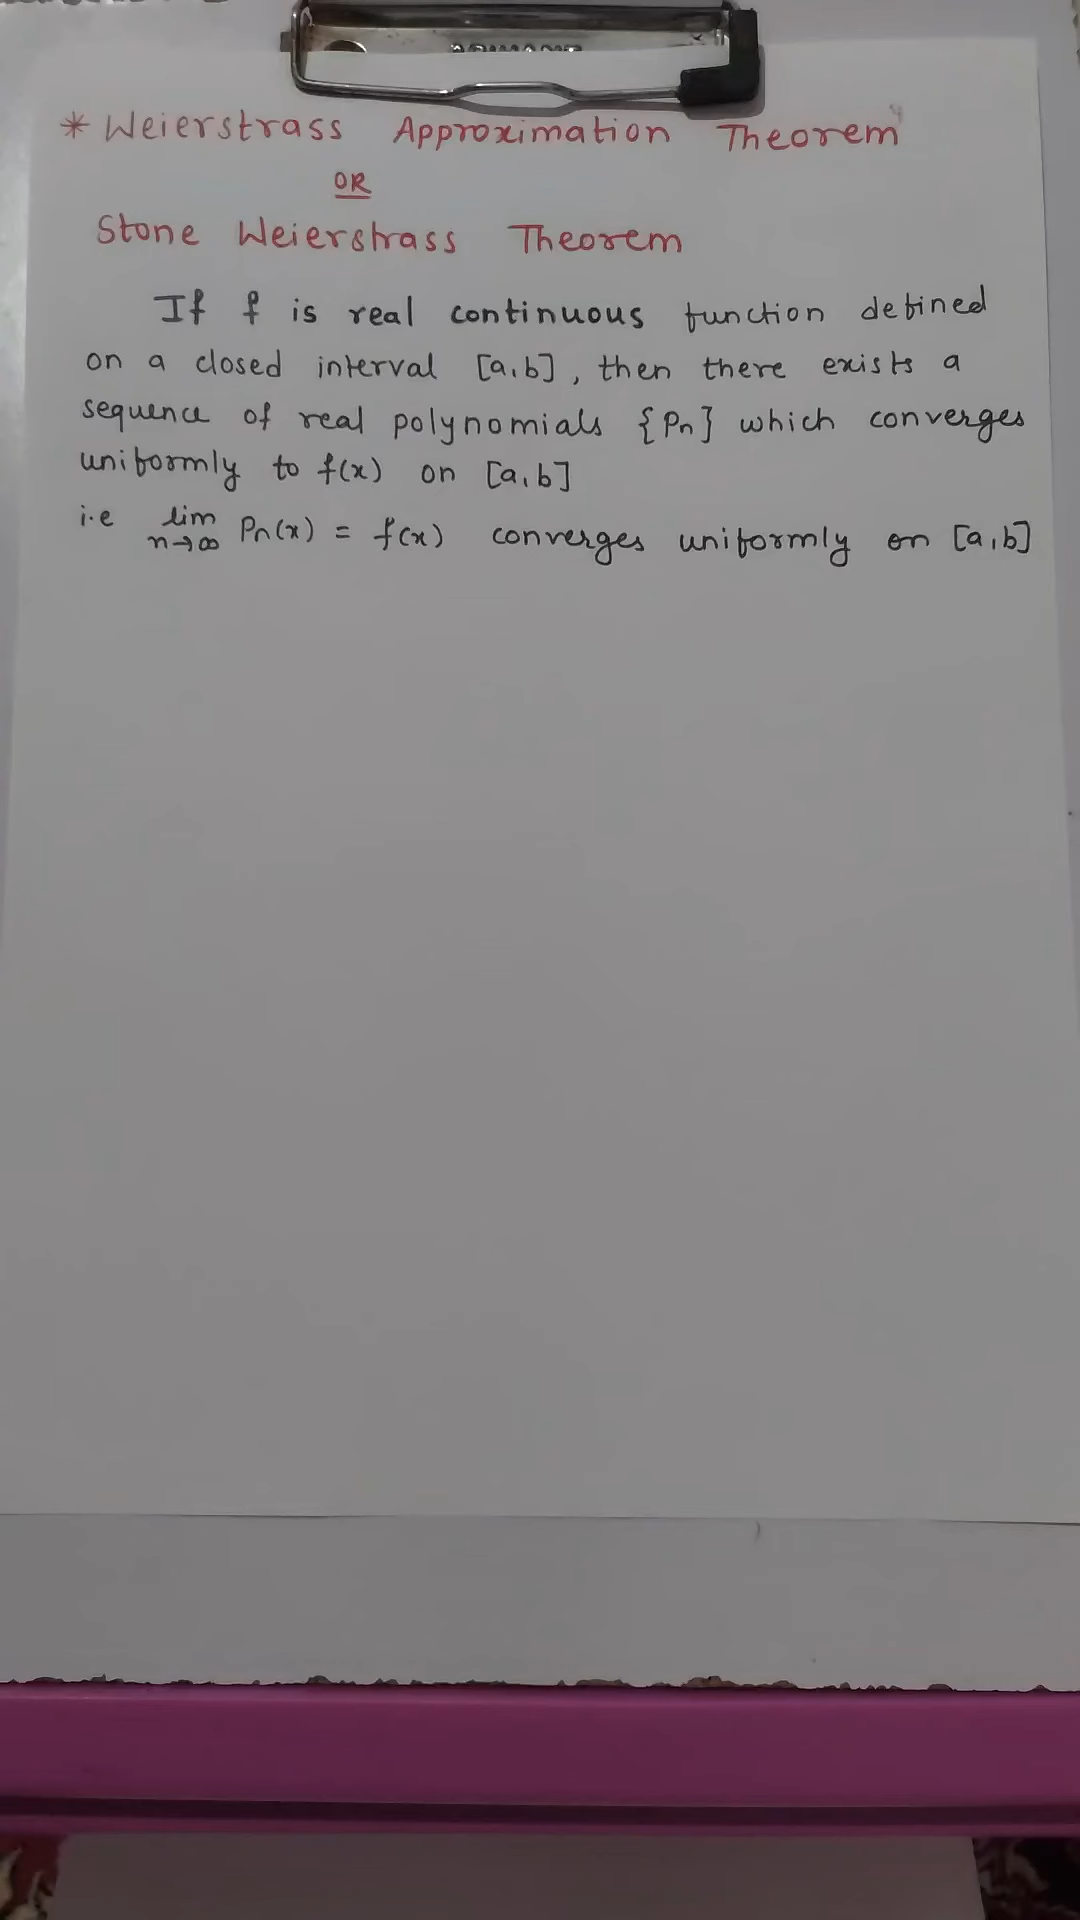 * Weierstrass Approximation Theorem
OR
Stone Weierstrass Theorem
If f is real continuous function defined
on a closed interval [a,b], then there exists a
sequence of real polynomials {Pn} which converges
uniformly to f(x) on [a,b]
i.e lim n→∞ Pn(x) = f(x) converges uniformly on [a,b]